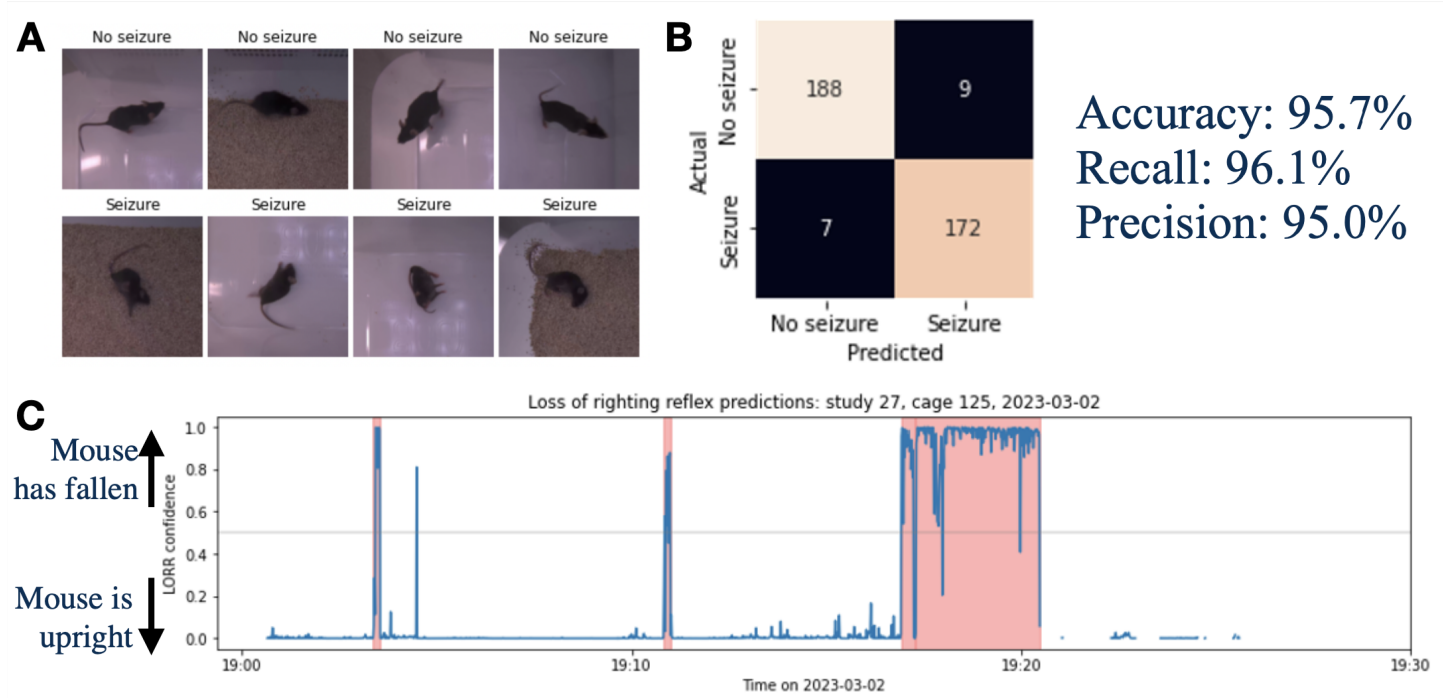 A
No seizure No seizure No seizure No seizure
Seizure Seizure Seizure Seizure
B
Actual
No seizure
Seizure
188 9
7 172
No seizure Seizure
Predicted
Accuracy: 95.7%
Recall: 96.1%
Precision: 95.0%
C
Loss of righting reflex predictions: study 27, cage 125, 2023-03-02
Mouse
has fallen
Mouse is
upright
LORR confidence
1.0
0.8
0.6
0.4
0.2
0.0
19:00 19:10 19:20 19:30
Time on 2023-03-02